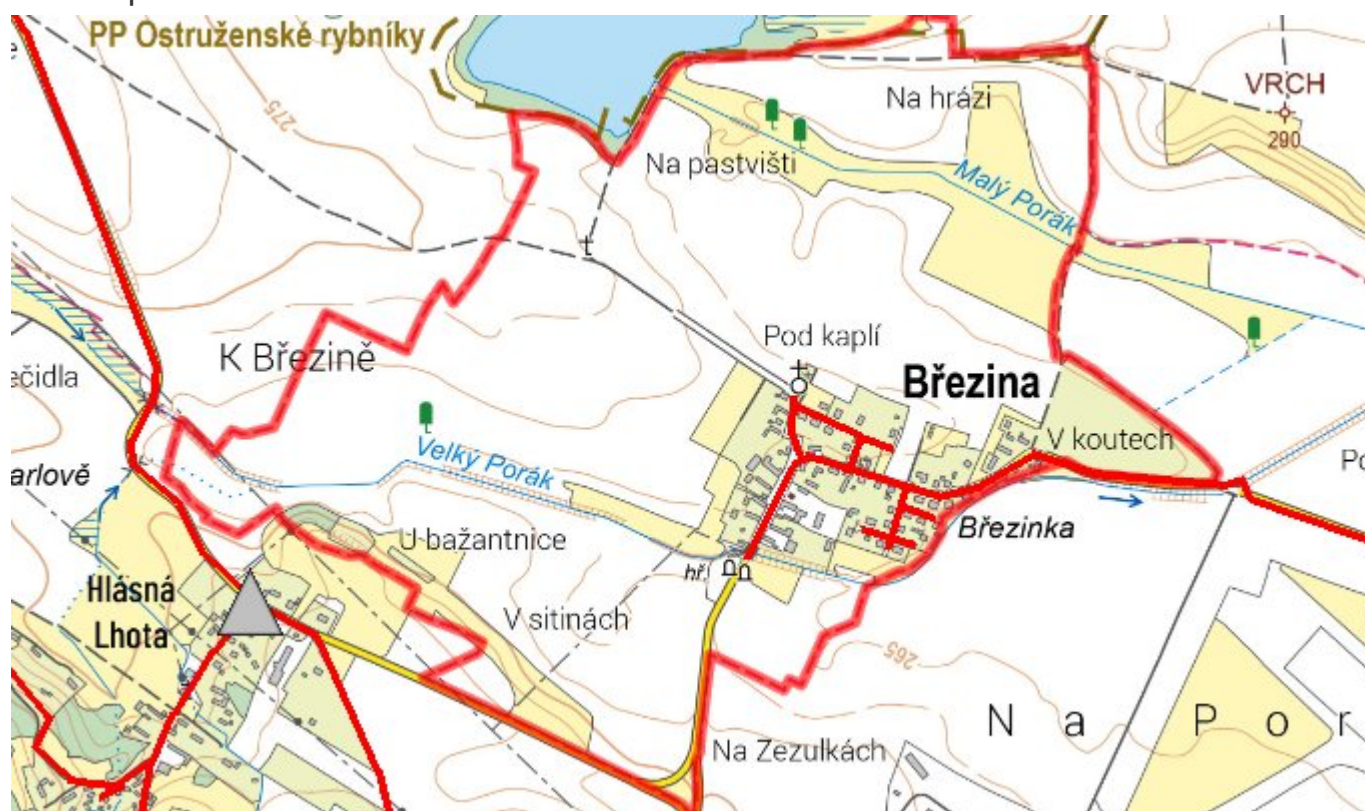 PP Ostruženské rybníky
275
Na hrázi
VRCH
290
Na pastvišti
Malý Porák
Pod kaplí
K Březině
ečidla
Březina
Velký Porák
V koutech
arlově
Březinka
U bažantnice
hř.
Hlásná
Lhota
V sitinách
265
Na Zezulkách
N a P o r